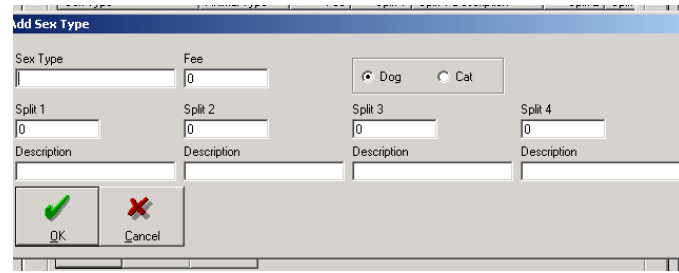 Add Sex Type
Sex Type Fee
0 Dog Cat
Split 1 Split 2 Split 3 Split 4
0 0 0 0
Description Description Description Description
OK Cancel